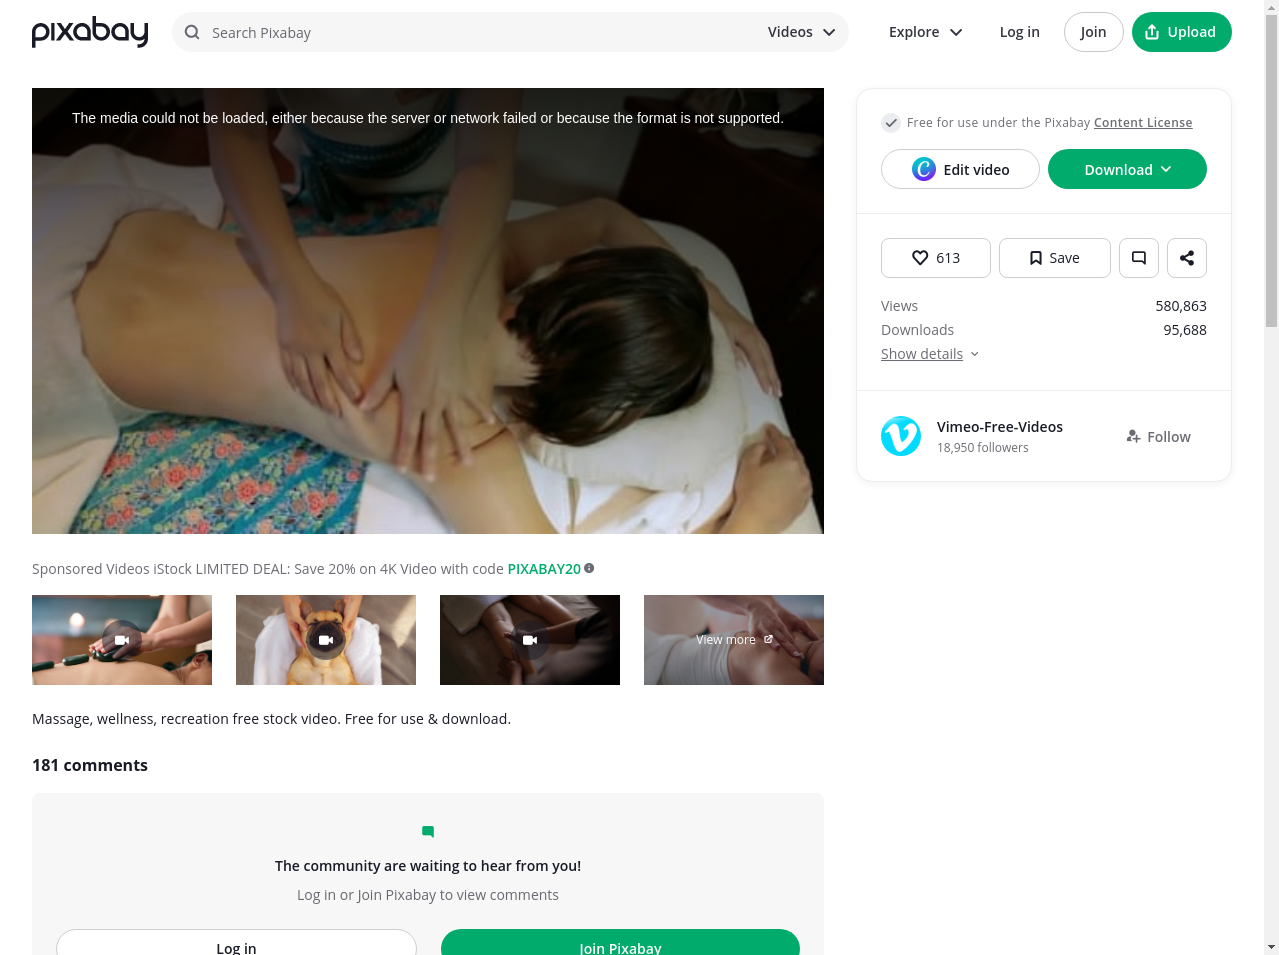 pixabay
Search Pixabay
Videos
Explore
Log in
Join
Upload
The media could not be loaded, either because the server or network failed or because the format is not supported.
Free for use under the Pixabay Content License
Edit video
Download
613
Save
Views 580,863
Downloads 95,688
Show details
Vimeo-Free-Videos
18,950 followers
Follow
Sponsored Videos iStock LIMITED DEAL: Save 20% on 4K Video with code PIXABAY20
View more
Massage, wellness, recreation free stock video. Free for use & download.
181 comments
The community are waiting to hear from you!
Log in or Join Pixabay to view comments
Log in
Join Pixabay